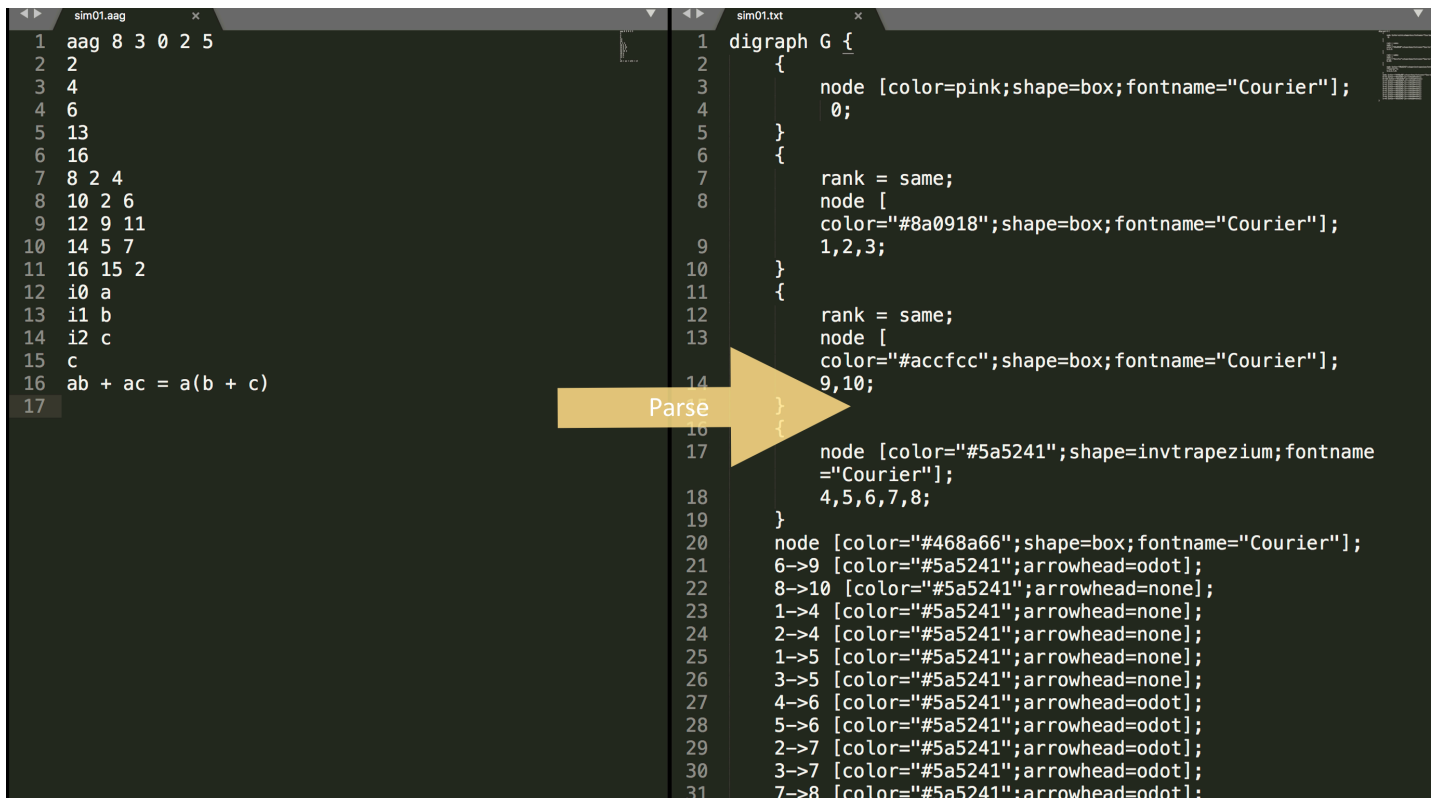 sim01.aag ×
1 aag 8 3 0 2 5
2 2
3 4
4 6
5 13
6 16
7 8 2 4
8 10 2 6
9 12 9 11
10 14 5 7
11 16 15 2
12 i0 a
13 i1 b
14 i2 c
15 c
16 ab + ac = a(b + c)
17
Parse
sim01.txt ×
1 digraph G {
2 {
3 node [color=pink;shape=box;fontname="Courier"];
4 0;
5 }
6 {
7 rank = same;
8 node [
color="#8a0918";shape=box;fontname="Courier"];
9 1,2,3;
10 }
11 {
12 rank = same;
13 node [
color="#accfcc";shape=box;fontname="Courier"];
14 9,10;
15 }
16 {
17 node [color="#5a5241";shape=invtrapezium;fontname
="Courier"];
18 4,5,6,7,8;
19 }
20 node [color="#468a66";shape=box;fontname="Courier"];
21 6->9 [color="#5a5241";arrowhead=odot];
22 8->10 [color="#5a5241";arrowhead=none];
23 1->4 [color="#5a5241";arrowhead=none];
24 2->4 [color="#5a5241";arrowhead=none];
25 1->5 [color="#5a5241";arrowhead=none];
26 3->5 [color="#5a5241";arrowhead=none];
27 4->6 [color="#5a5241";arrowhead=odot];
28 5->6 [color="#5a5241";arrowhead=odot];
29 2->7 [color="#5a5241";arrowhead=odot];
30 3->7 [color="#5a5241";arrowhead=odot];
31 7->8 [color="#5a5241";arrowhead=odot];